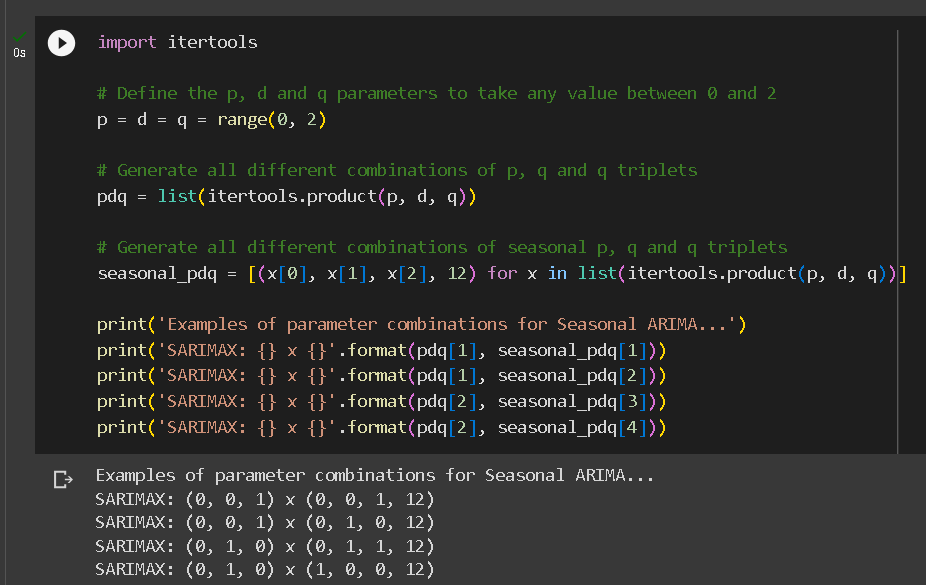 0s
import itertools
# Define the p, d and q parameters to take any value between 0 and 2
p = d = q = range(0, 2)
# Generate all different combinations of p, q and q triplets
pdq = list(itertools.product(p, d, q))
# Generate all different combinations of seasonal p, q and q triplets
seasonal_pdq = [(x[0], x[1], x[2], 12) for x in list(itertools.product(p, d, q))]
print('Examples of parameter combinations for Seasonal ARIMA...')
print('SARIMAX: {} x {}'.format(pdq[1], seasonal_pdq[1]))
print('SARIMAX: {} x {}'.format(pdq[1], seasonal_pdq[2]))
print('SARIMAX: {} x {}'.format(pdq[2], seasonal_pdq[3]))
print('SARIMAX: {} x {}'.format(pdq[2], seasonal_pdq[4]))
Examples of parameter combinations for Seasonal ARIMA...
SARIMAX: (0, 0, 1) x (0, 0, 1, 12)
SARIMAX: (0, 0, 1) x (0, 1, 0, 12)
SARIMAX: (0, 1, 0) x (0, 1, 1, 12)
SARIMAX: (0, 1, 0) x (1, 0, 0, 12)